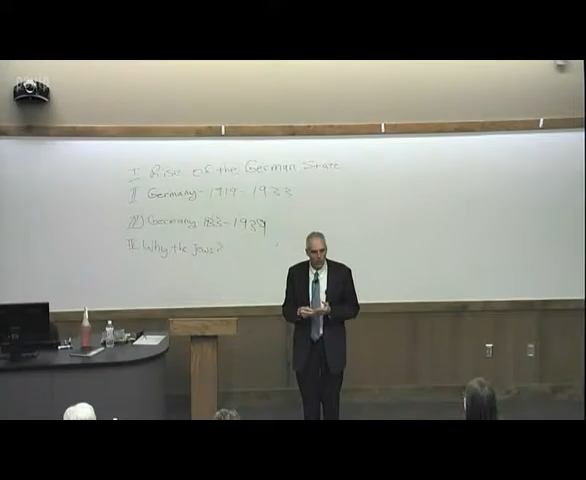 I Rise of the German State
II Germany - 1919 - 1933
III Germany 1933 - 1939
IV Why the Jews?